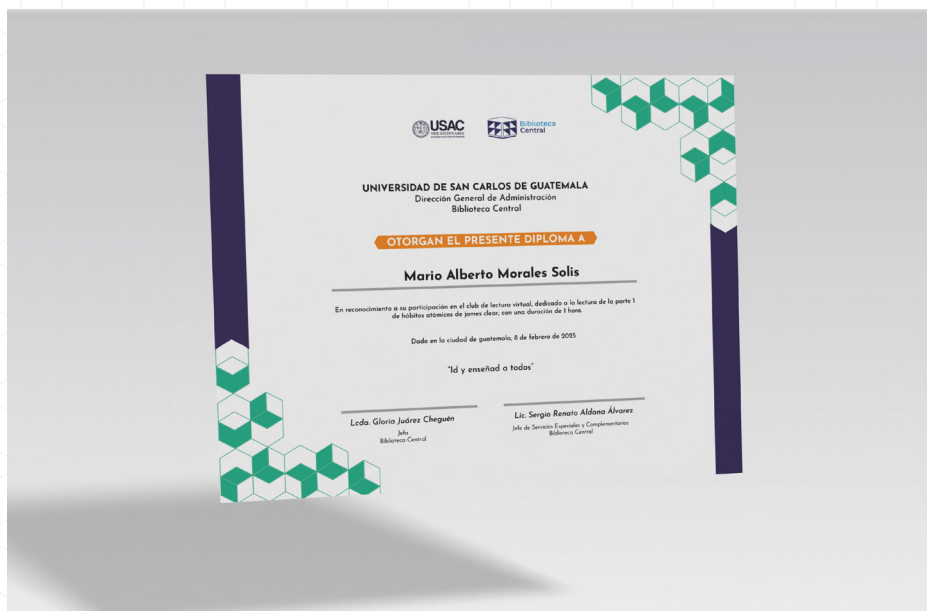 USAC
TRICENTENARIA
Biblioteca
Central
UNIVERSIDAD DE SAN CARLOS DE GUATEMALA
Dirección General de Administración
Biblioteca Central
OTORGAN EL PRESENTE DIPLOMA A
Mario Alberto Morales Solis
En reconocimiento a su participación en el club de lectura virtual, dedicado a la lectura de la parte 1
de hábitos atómicos de james clear, con una duración de 1 hora.
Dado en la ciudad de guatemala, 8 de febrero de 2025
"Id y enseñad a todos"
Lcda. Gloria Juárez Cheguén
Jefa
Biblioteca Central
Lic. Sergio Renato Aldana Álvarez
Jefe de Servicios Especiales y Complementarios
Biblioteca Central